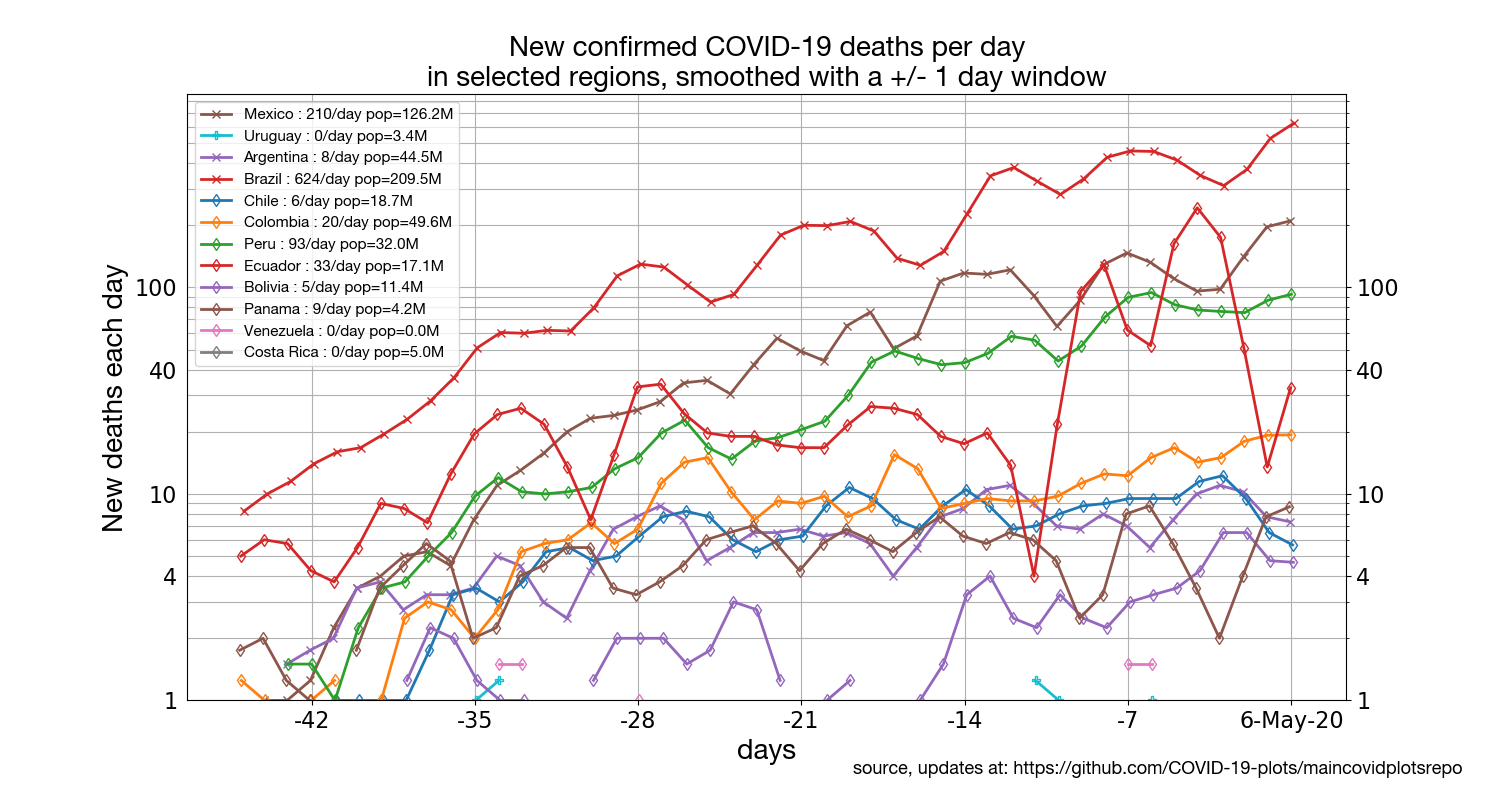 New confirmed COVID-19 deaths per day
in selected regions, smoothed with a +/- 1 day window
Mexico : 210/day pop=126.2M
Uruguay : 0/day pop=3.4M
Argentina : 8/day pop=44.5M
Brazil : 624/day pop=209.5M
Chile : 6/day pop=18.7M
Colombia : 20/day pop=49.6M
Peru : 93/day pop=32.0M
Ecuador : 33/day pop=17.1M
Bolivia : 5/day pop=11.4M
Panama : 9/day pop=4.2M
Venezuela : 0/day pop=0.0M
Costa Rica : 0/day pop=5.0M
New deaths each day
100
40
10
4
1
100
40
10
4
1
-42
-35
-28
-21
-14
-7
6-May-20
days
source, updates at: https://github.com/COVID-19-plots/maincovidplotsrepo